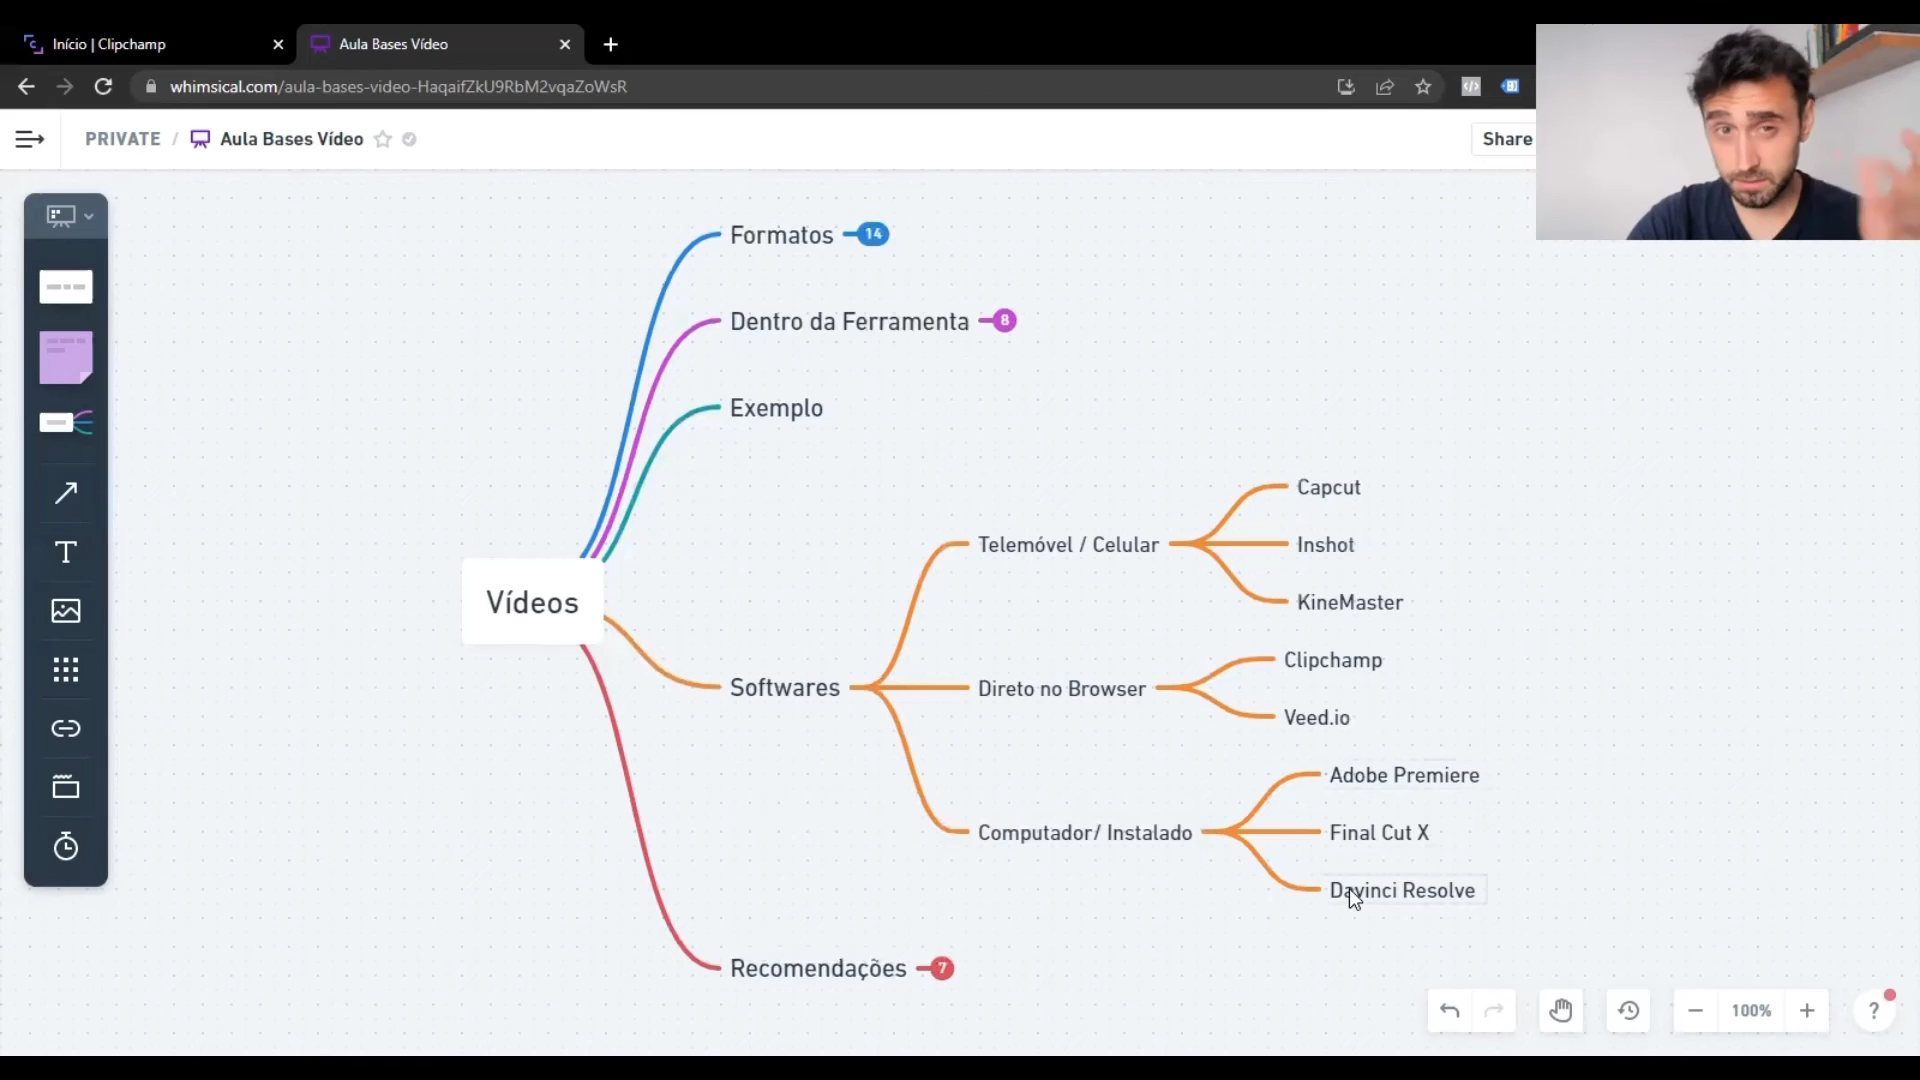 Início | Clipchamp
Aula Bases Vídeo
whimsical.com/aula-bases-video-HaqaifZkU9RbM2vqaZoWsR
PRIVATE / Aula Bases Vídeo
Share
Formatos 14
Dentro da Ferramenta 8
Exemplo
Capcut
Telemóvel / Celular
Inshot
KineMaster
Vídeos
Clipchamp
Softwares
Direto no Browser
Veed.io
Adobe Premiere
Computador/ Instalado
Final Cut X
Davinci Resolve
Recomendações 7
100%
?